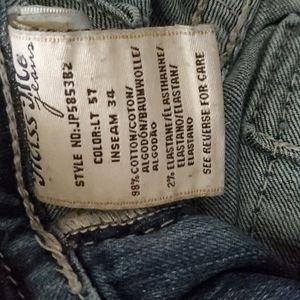 Miss Me
Jeans
STYLE NO:JP5853B2
COLOR:LT 57
INSEAM 34
98% COTTON/COTON/
ALGODÓN/BAUMWOLLE/
ALGODÃO
2% ELASTANE/ÉLASTHANNE/
ELASTANO/ELASTAN/
ELASTANO
SEE REVERSE FOR CARE